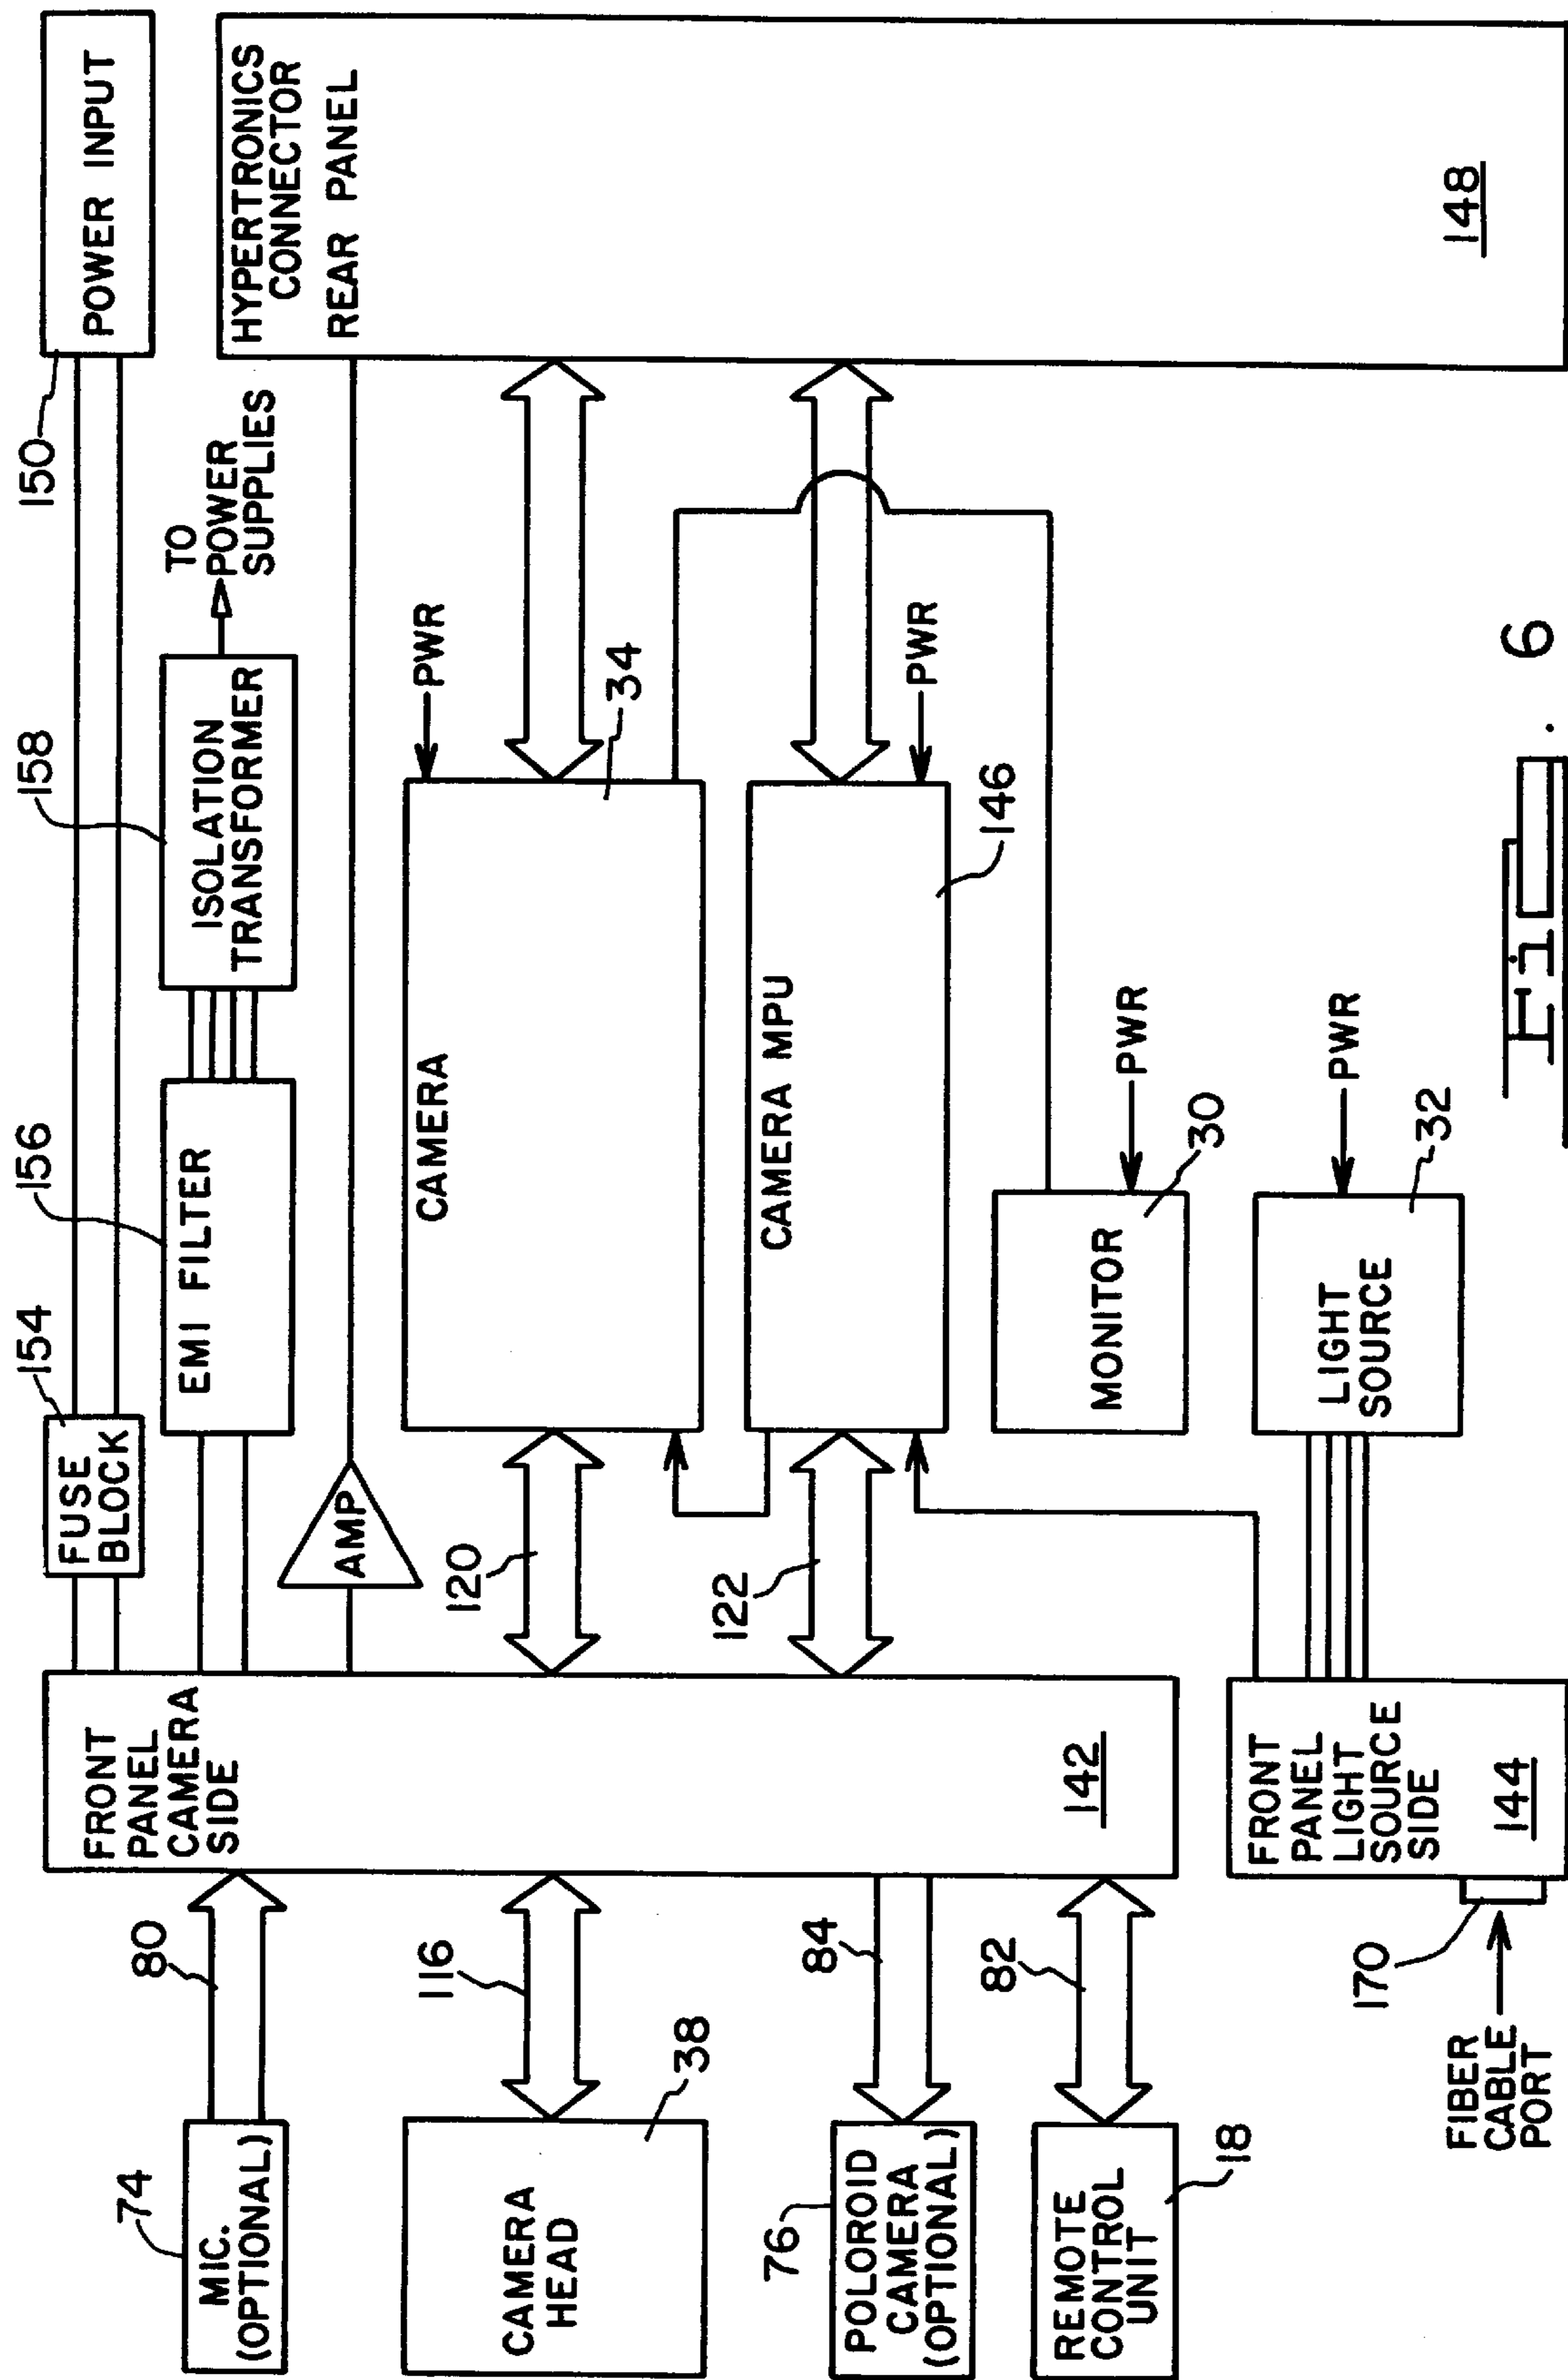 150
POWER INPUT
154
FUSE
BLOCK
156
EMI FILTER
158
ISOLATION
TRANSFORMER
TO
POWER
SUPPLIES
HYPERTRONICS
CONNECTOR
REAR PANEL
148
FRONT
PANEL
CAMERA
SIDE
142
AMP
74
MIC.
(OPTIONAL)
80
CAMERA
HEAD
38
116
120
CAMERA
34
PWR
122
CAMERA MPU
146
PWR
76
POLOROID
CAMERA
(OPTIONAL)
84
REMOTE
CONTROL
UNIT
18
82
MONITOR
30
PWR
FRONT
PANEL
LIGHT
SOURCE
SIDE
144
LIGHT
SOURCE
32
PWR
170
FIBER
CABLE
PORT
Fig. 6